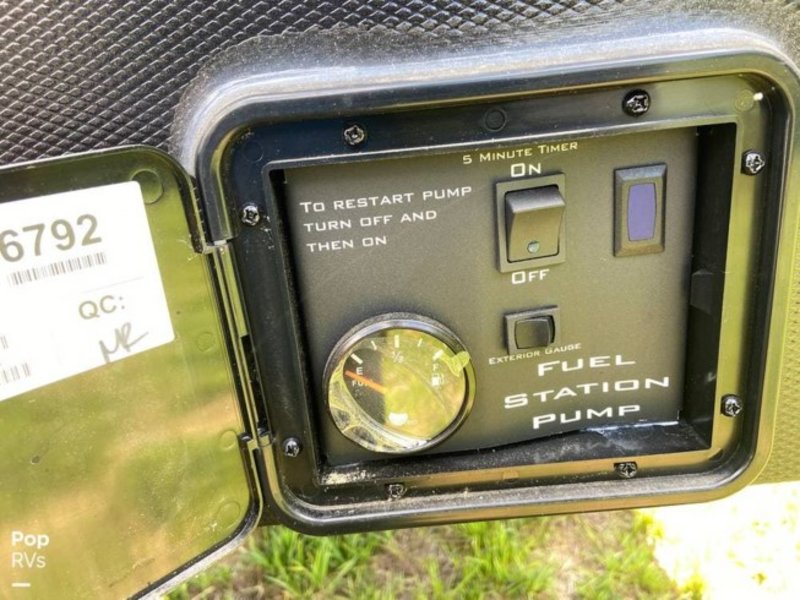 6792
QC:
MR
5 MINUTE TIMER
ON
TO RESTART PUMP
TURN OFF AND
THEN ON
OFF
E
½
F
EXTERIOR GAUGE
FUEL
STATION
PUMP
Pop
RVs